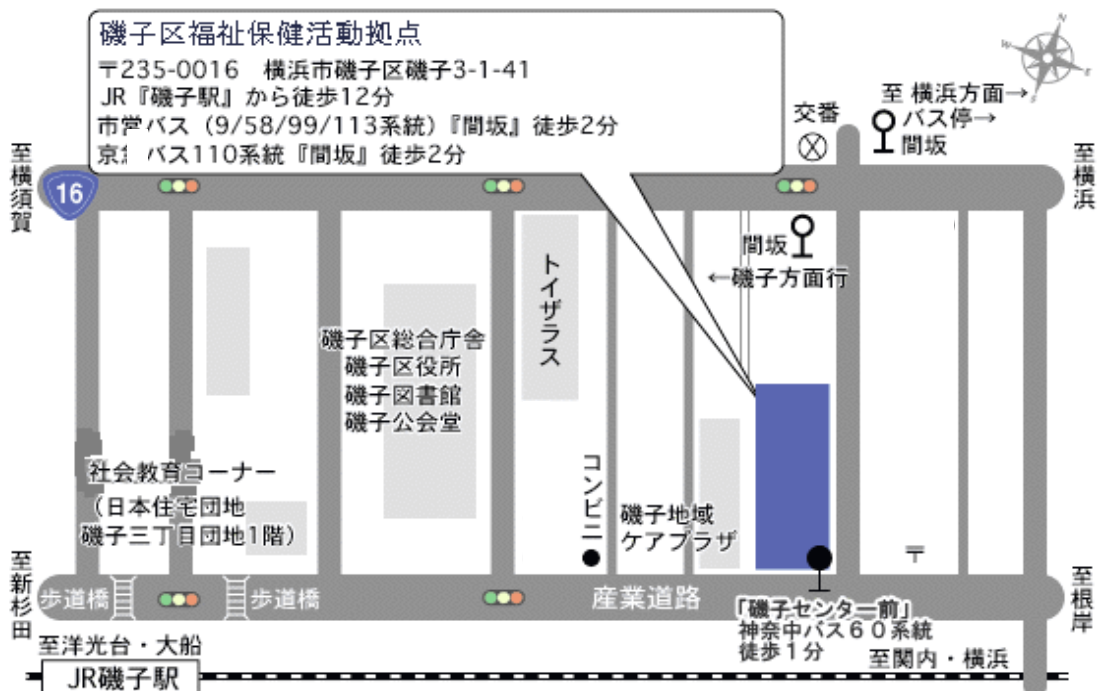 磯子区福祉保健活動拠点
〒235-0016　横浜市磯子区磯子3-1-41
JR『磯子駅』から徒歩12分
市営バス（9/58/99/113系統）『間坂』徒歩2分
バス110系統『間坂』徒歩2分
N
W
E
S
至 横浜方面→
バス停→
間坂
交番
至横須賀
16
至横浜
間坂
←磯子方面行
トイザラス
磯子区総合庁舎
磯子区役所
磯子図書館
磯子公会堂
社会教育コーナー
（日本住宅団地
磯子三丁目団地1階）
コンビニ
磯子地域
ケアプラザ
〒
至新杉田
歩道橋
歩道橋
産業道路
至根岸
「磯子センター前」
神奈中バス６０系統
徒歩１分
至洋光台・大船
至関内・横浜
JR磯子駅